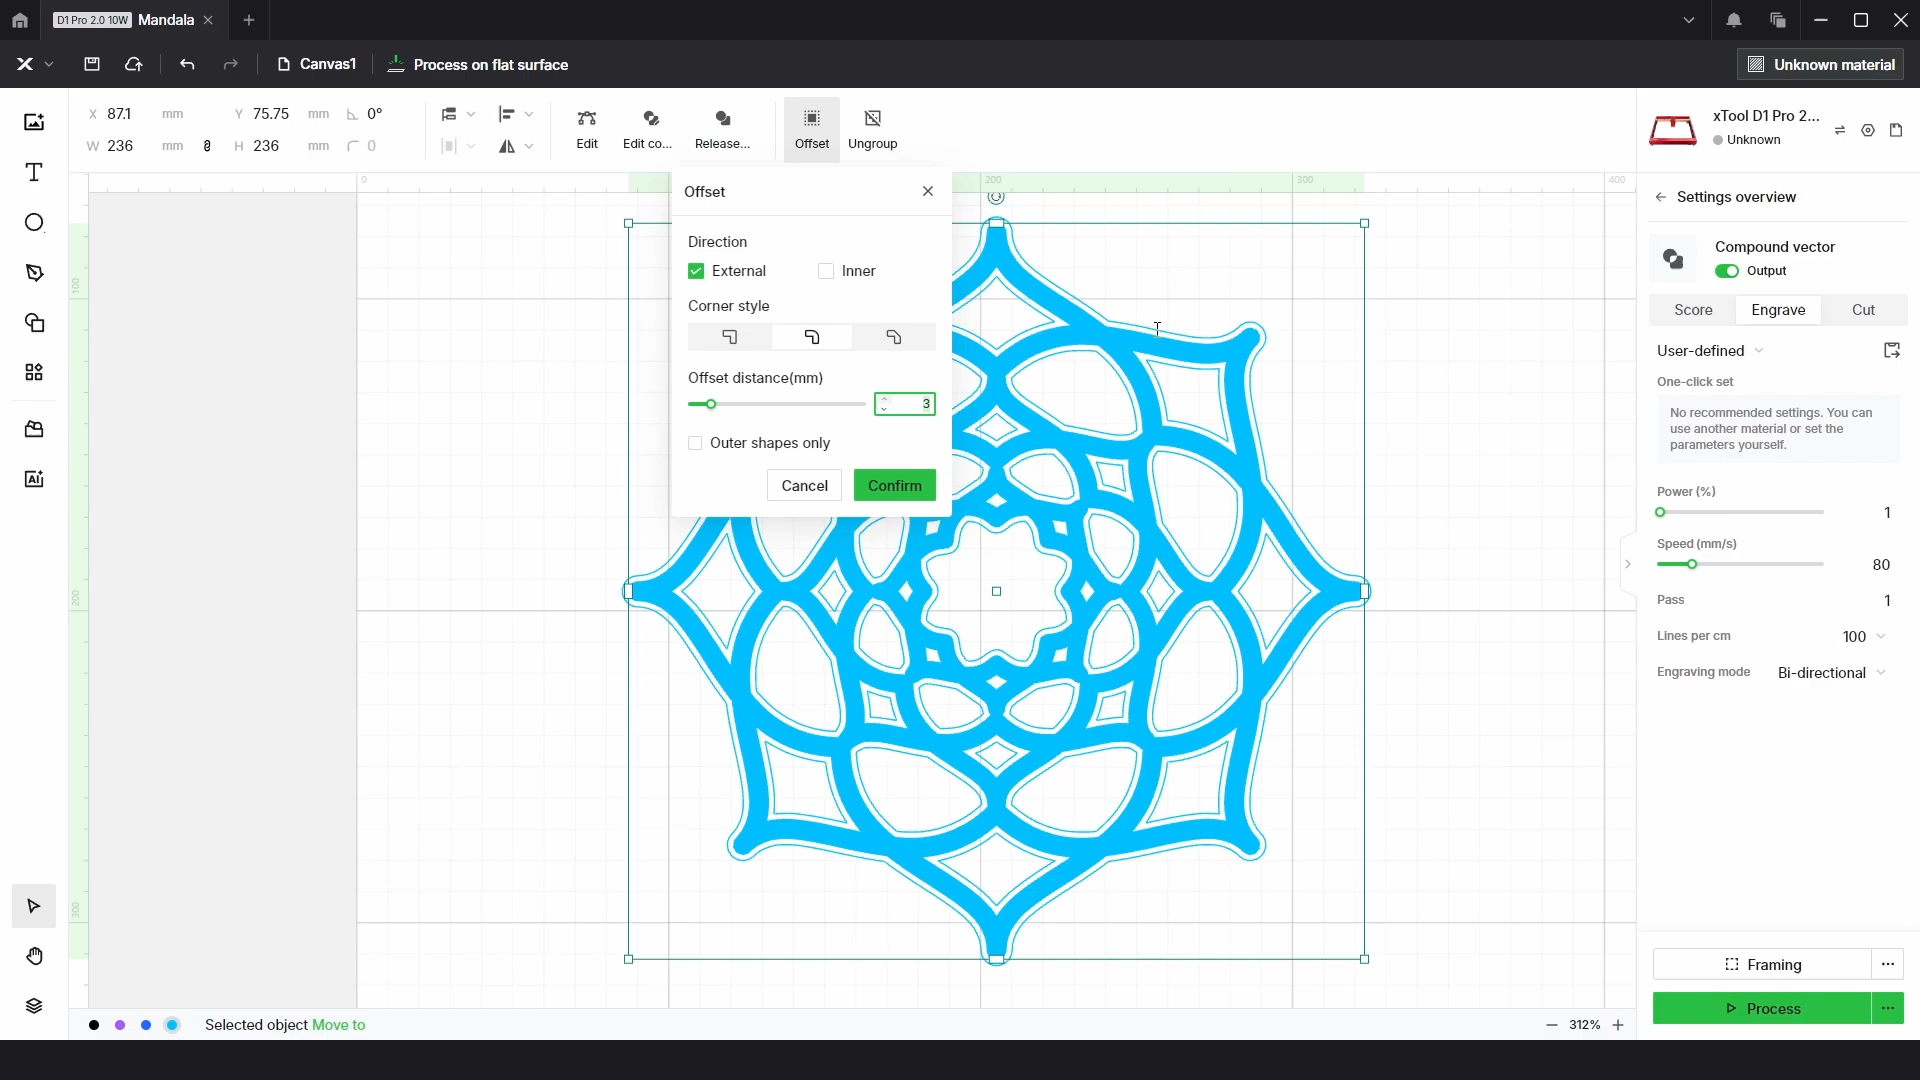 D1 Pro 2.0 10W Mandala
Canvas1 Process on flat surface Unknown material
X 87.1 mm Y 75.75 mm 0°
W 236 mm H 236 mm 0
Edit Edit co... Release... Offset Ungroup
xTool D1 Pro 2...
Unknown
0 200 300 400
100
200
300
Offset
Direction
External Inner
Corner style
Offset distance(mm)
3
Outer shapes only
Cancel Confirm
Settings overview
Compound vector
Output
Score Engrave Cut
User-defined
One-click set
No recommended settings. You can
use another material or set the
parameters yourself.
Power (%)
1
Speed (mm/s)
80
Pass 1
Lines per cm 100
Engraving mode Bi-directional
Framing
Process
AI
Selected object Move to
312%